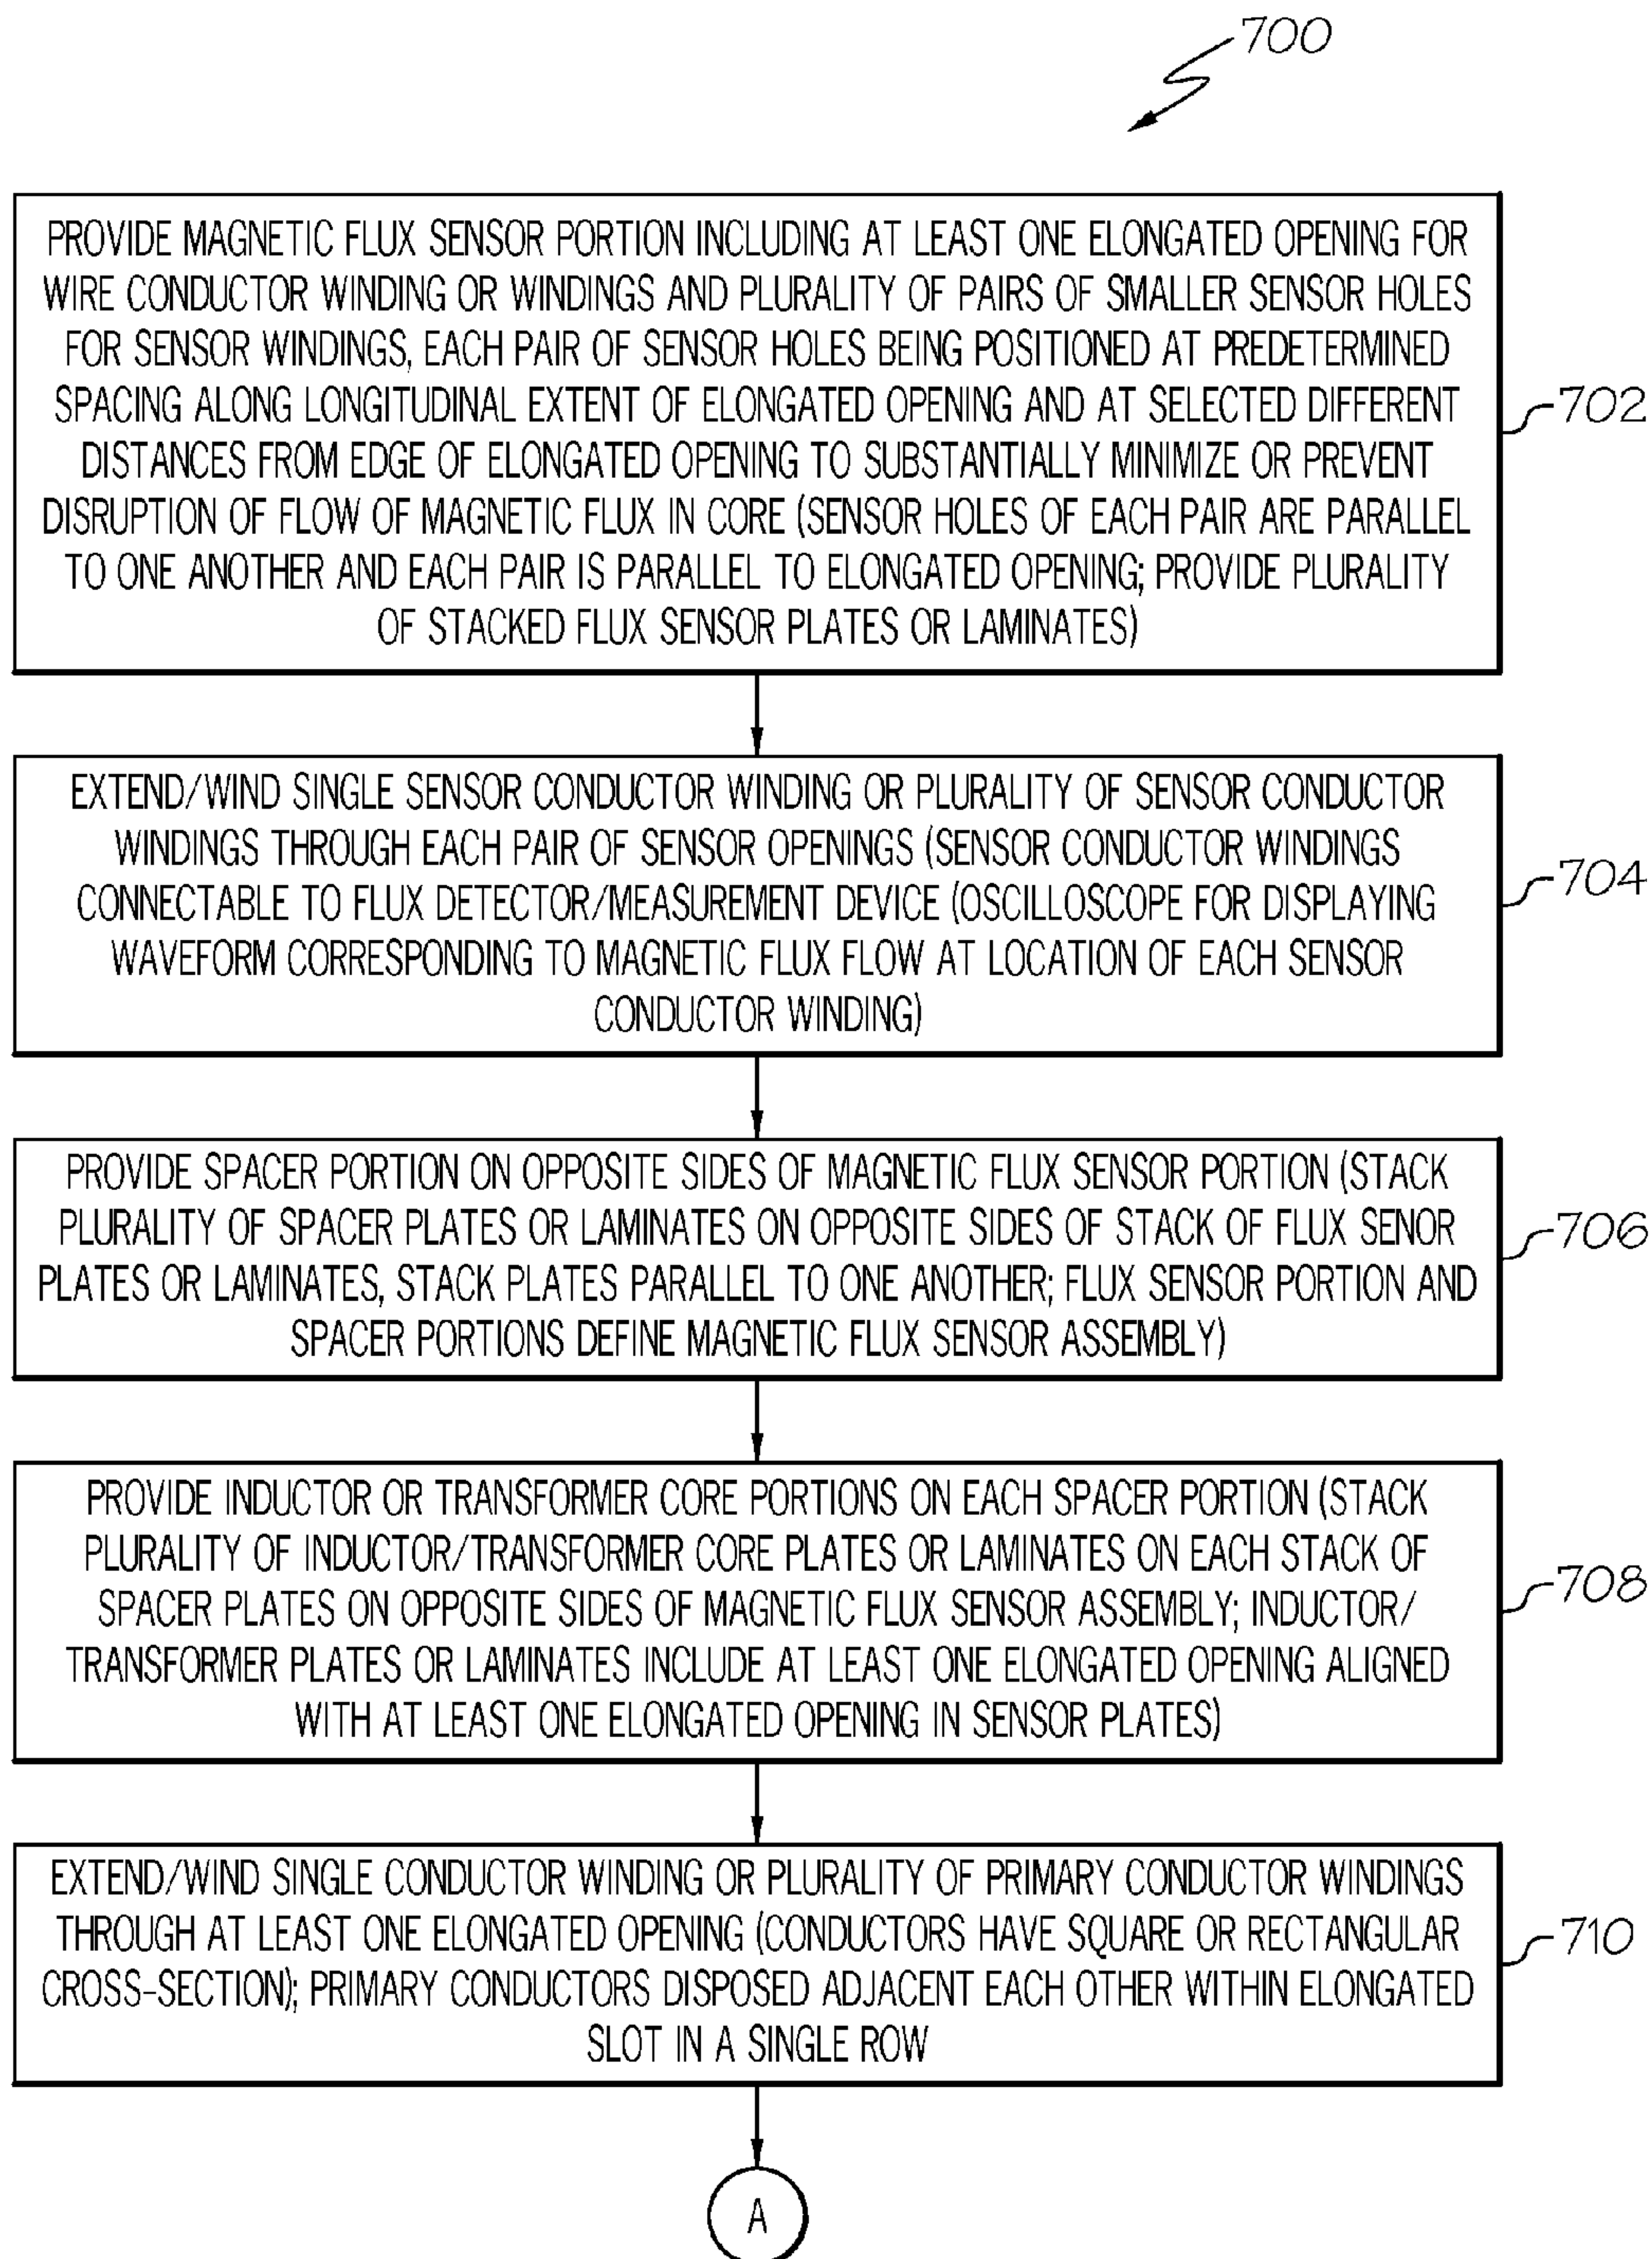 700
PROVIDE MAGNETIC FLUX SENSOR PORTION INCLUDING AT LEAST ONE ELONGATED OPENING FOR
WIRE CONDUCTOR WINDING OR WINDINGS AND PLURALITY OF PAIRS OF SMALLER SENSOR HOLES
FOR SENSOR WINDINGS, EACH PAIR OF SENSOR HOLES BEING POSITIONED AT PREDETERMINED
SPACING ALONG LONGITUDINAL EXTENT OF ELONGATED OPENING AND AT SELECTED DIFFERENT
DISTANCES FROM EDGE OF ELONGATED OPENING TO SUBSTANTIALLY MINIMIZE OR PREVENT
DISRUPTION OF FLOW OF MAGNETIC FLUX IN CORE (SENSOR HOLES OF EACH PAIR ARE PARALLEL
TO ONE ANOTHER AND EACH PAIR IS PARALLEL TO ELONGATED OPENING; PROVIDE PLURALITY
OF STACKED FLUX SENSOR PLATES OR LAMINATES)
702
EXTEND/WIND SINGLE SENSOR CONDUCTOR WINDING OR PLURALITY OF SENSOR CONDUCTOR
WINDINGS THROUGH EACH PAIR OF SENSOR OPENINGS (SENSOR CONDUCTOR WINDINGS
CONNECTABLE TO FLUX DETECTOR/MEASUREMENT DEVICE (OSCILLOSCOPE FOR DISPLAYING
WAVEFORM CORRESPONDING TO MAGNETIC FLUX FLOW AT LOCATION OF EACH SENSOR
CONDUCTOR WINDING)
704
PROVIDE SPACER PORTION ON OPPOSITE SIDES OF MAGNETIC FLUX SENSOR PORTION (STACK
PLURALITY OF SPACER PLATES OR LAMINATES ON OPPOSITE SIDES OF STACK OF FLUX SENOR
PLATES OR LAMINATES, STACK PLATES PARALLEL TO ONE ANOTHER; FLUX SENSOR PORTION AND
SPACER PORTIONS DEFINE MAGNETIC FLUX SENSOR ASSEMBLY)
706
PROVIDE INDUCTOR OR TRANSFORMER CORE PORTIONS ON EACH SPACER PORTION (STACK
PLURALITY OF INDUCTOR/TRANSFORMER CORE PLATES OR LAMINATES ON EACH STACK OF
SPACER PLATES ON OPPOSITE SIDES OF MAGNETIC FLUX SENSOR ASSEMBLY; INDUCTOR/
TRANSFORMER PLATES OR LAMINATES INCLUDE AT LEAST ONE ELONGATED OPENING ALIGNED
WITH AT LEAST ONE ELONGATED OPENING IN SENSOR PLATES)
708
EXTEND/WIND SINGLE CONDUCTOR WINDING OR PLURALITY OF PRIMARY CONDUCTOR WINDINGS
THROUGH AT LEAST ONE ELONGATED OPENING (CONDUCTORS HAVE SQUARE OR RECTANGULAR
CROSS-SECTION); PRIMARY CONDUCTORS DISPOSED ADJACENT EACH OTHER WITHIN ELONGATED
SLOT IN A SINGLE ROW
710
A